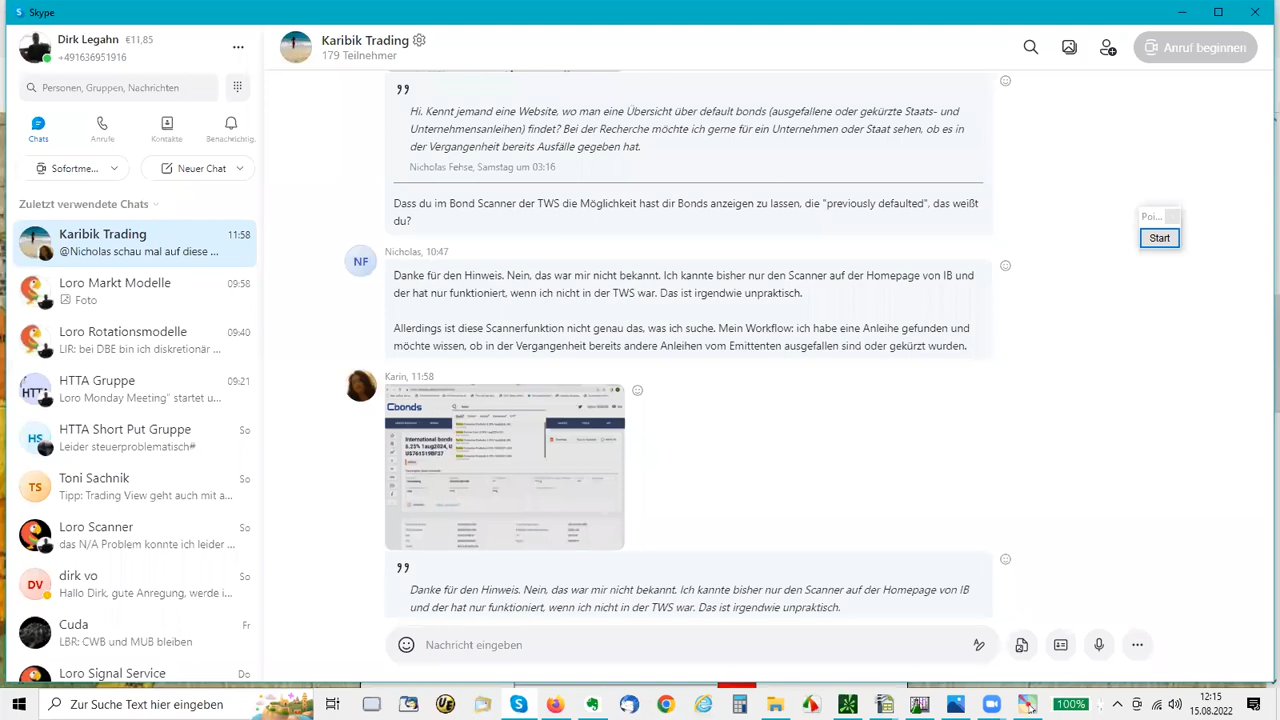 Skype
Dirk Legahn €11,85
+491636951916
Personen, Gruppen, Nachrichten
Chats
Anrufe
Kontakte
Benachrichtig.
Sofortme...
Neuer Chat
Zuletzt verwendete Chats
Karibik Trading 11:58
@Nicholas schau mal auf diese ...
Loro Markt Modelle 09:58
Foto
Loro Rotationsmodelle 09:40
LIR: bei DBE bin ich diskretionär ...
HTTA Gruppe 09:21
Loro Monday Meeting" startet u...
HTTA Short Put Gruppe So
Leider steuerproblematisch#
Toni Sachnik So
Tipp: Trading View geht auch mit a...
Loro Scanner So
das N/A Problem konnte ich leider ...
dirk vo So
Hallo Dirk, gute Anregung, werde i...
Cuda Fr
LBR: CWB und MUB bleiben
Loro Signal Service Do
HTTA
HS
TS
DV
Karibik Trading
179 Teilnehmer
Anruf beginnen
Hi. Kennt jemand eine Website, wo man eine Übersicht über default bonds (ausgefallene oder gekürzte Staats- und
Unternehmensanleihen) findet? Bei der Recherche möchte ich gerne für ein Unternehmen oder Staat sehen, ob es in
der Vergangenheit bereits Ausfälle gegeben hat.
Nicholas Fehse, Samstag um 03:16
Dass du im Bond Scanner der TWS die Möglichkeit hast dir Bonds anzeigen zu lassen, die "previously defaulted", das weißt
du?
Nicholas, 10:47
NF
Danke für den Hinweis. Nein, das war mir nicht bekannt. Ich kannte bisher nur den Scanner auf der Homepage von IB und
der hat nur funktioniert, wenn ich nicht in der TWS war. Das ist irgendwie unpraktisch.
Allerdings ist diese Scannerfunktion nicht genau das, was ich suche. Mein Workflow: ich habe eine Anleihe gefunden und
möchte wissen, ob in der Vergangenheit bereits andere Anleihen vom Emittenten ausgefallen sind oder gekürzt wurden.
Karin, 11:58
Cbonds
International bonds
Danke für den Hinweis. Nein, das war mir nicht bekannt. Ich kannte bisher nur den Scanner auf der Homepage von IB
und der hat nur funktioniert, wenn ich nicht in der TWS war. Das ist irgendwie unpraktisch.
Nachricht eingeben
Poi...
Start
Zur Suche Text hier eingeben
100%
12:15
15.08.2022